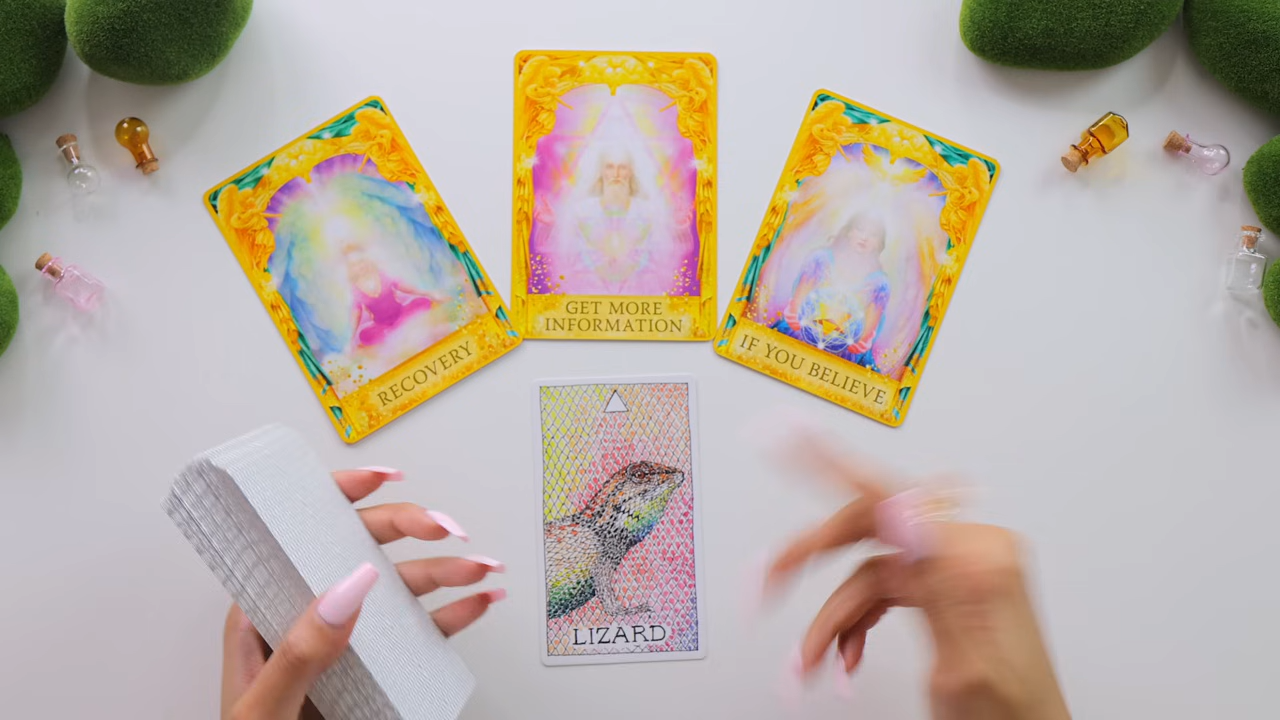 RECOVERY
GET MORE
INFORMATION
IF YOU BELIEVE
LIZARD